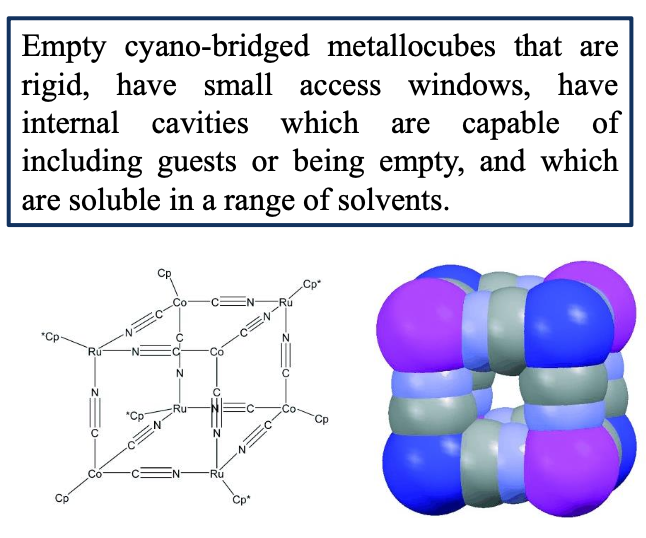 Empty cyano-bridged metallocubes that are
rigid, have small access windows, have
internal cavities which are capable of
including guests or being empty, and which
are soluble in a range of solvents.
Cp
Cp*
Co C N Ru
C N
N C
*Cp C N
Ru N C Co
N C
N C
Ru N C Co
*Cp Cp
N C
C N
C N
Co C N Ru
Cp Cp*